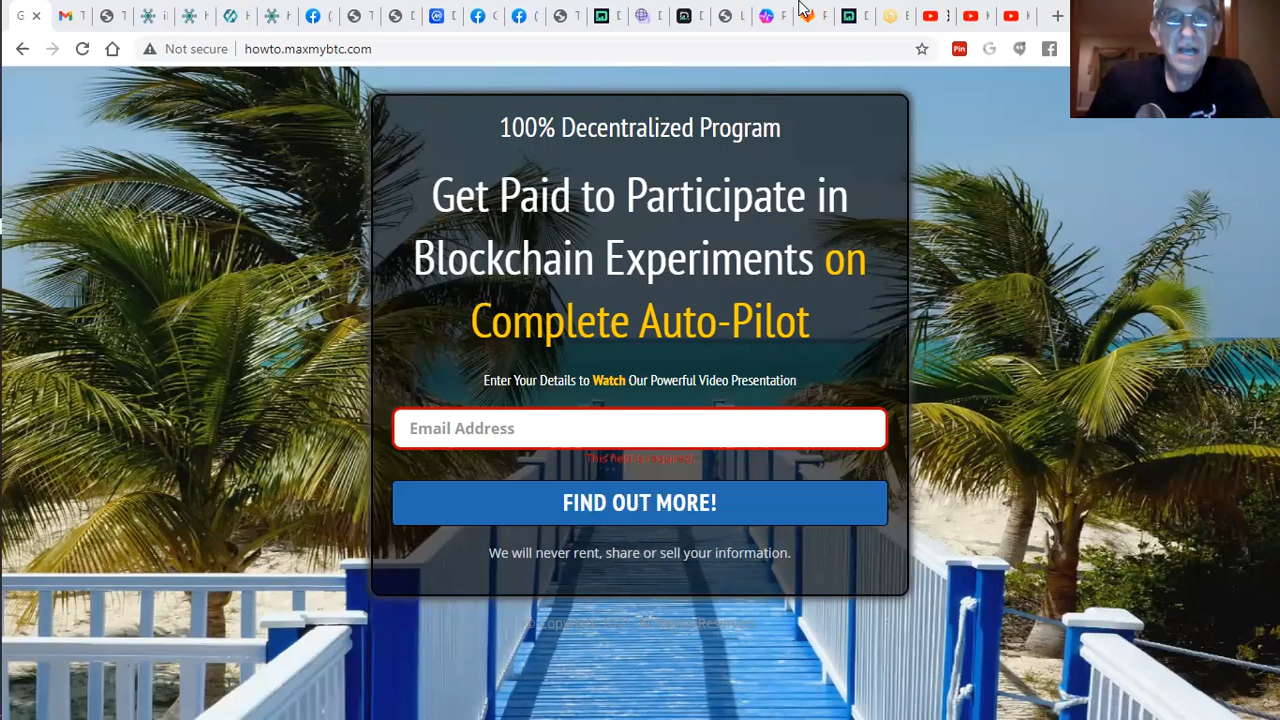 Not secure
howto.maxmybtc.com
Pin
100% Decentralized Program
Get Paid to Participate in
Blockchain Experiments on
Complete Auto-Pilot
Enter Your Details to Watch Our Powerful Video Presentation
Email Address
This field is required.
FIND OUT MORE!
We will never rent, share or sell your information.